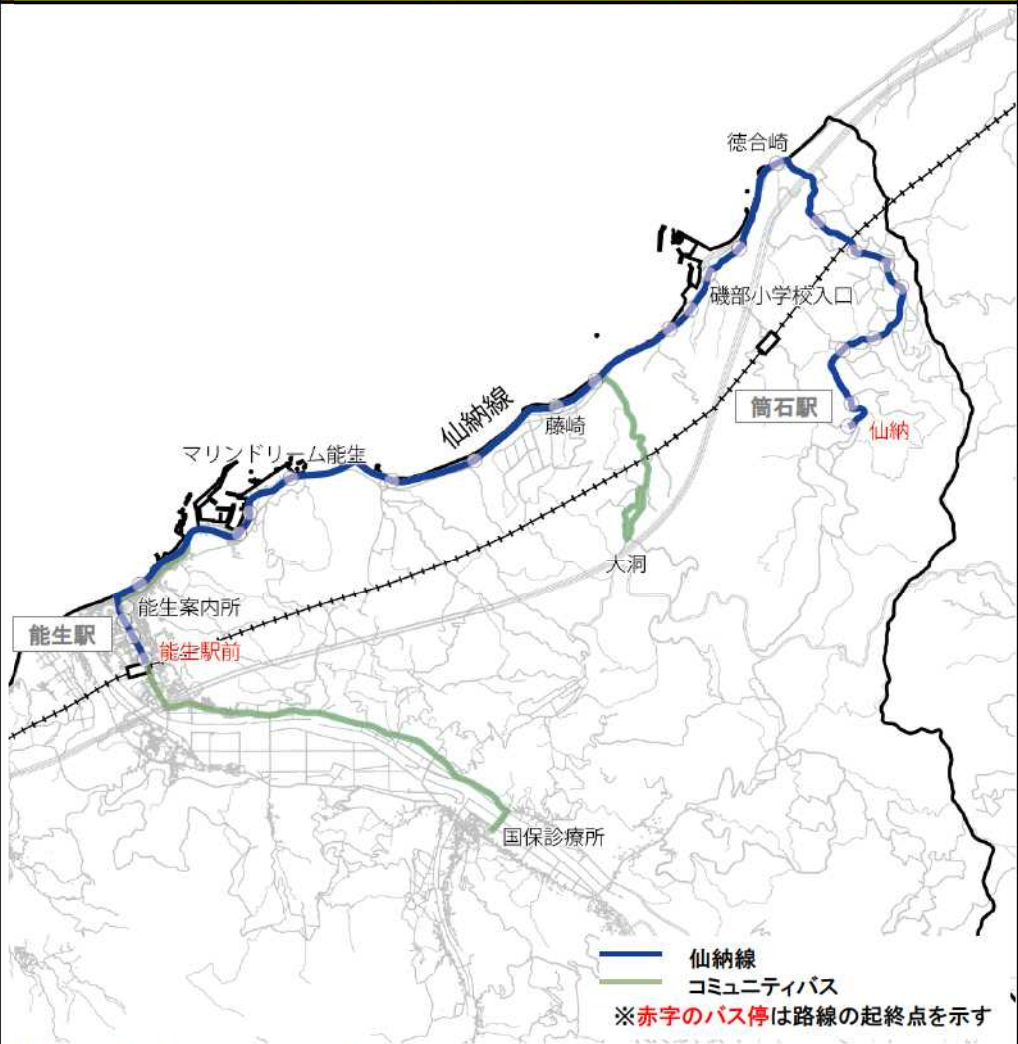 徳合崎
磯部小学校入口
筒石駅
仙納
仙納線
藤崎
マリンドリーム能生
大洞
能生案内所
能生駅
能生駅前
国保診療所
仙納線
コミュニティバス
※赤字のバス停は路線の起終点を示す